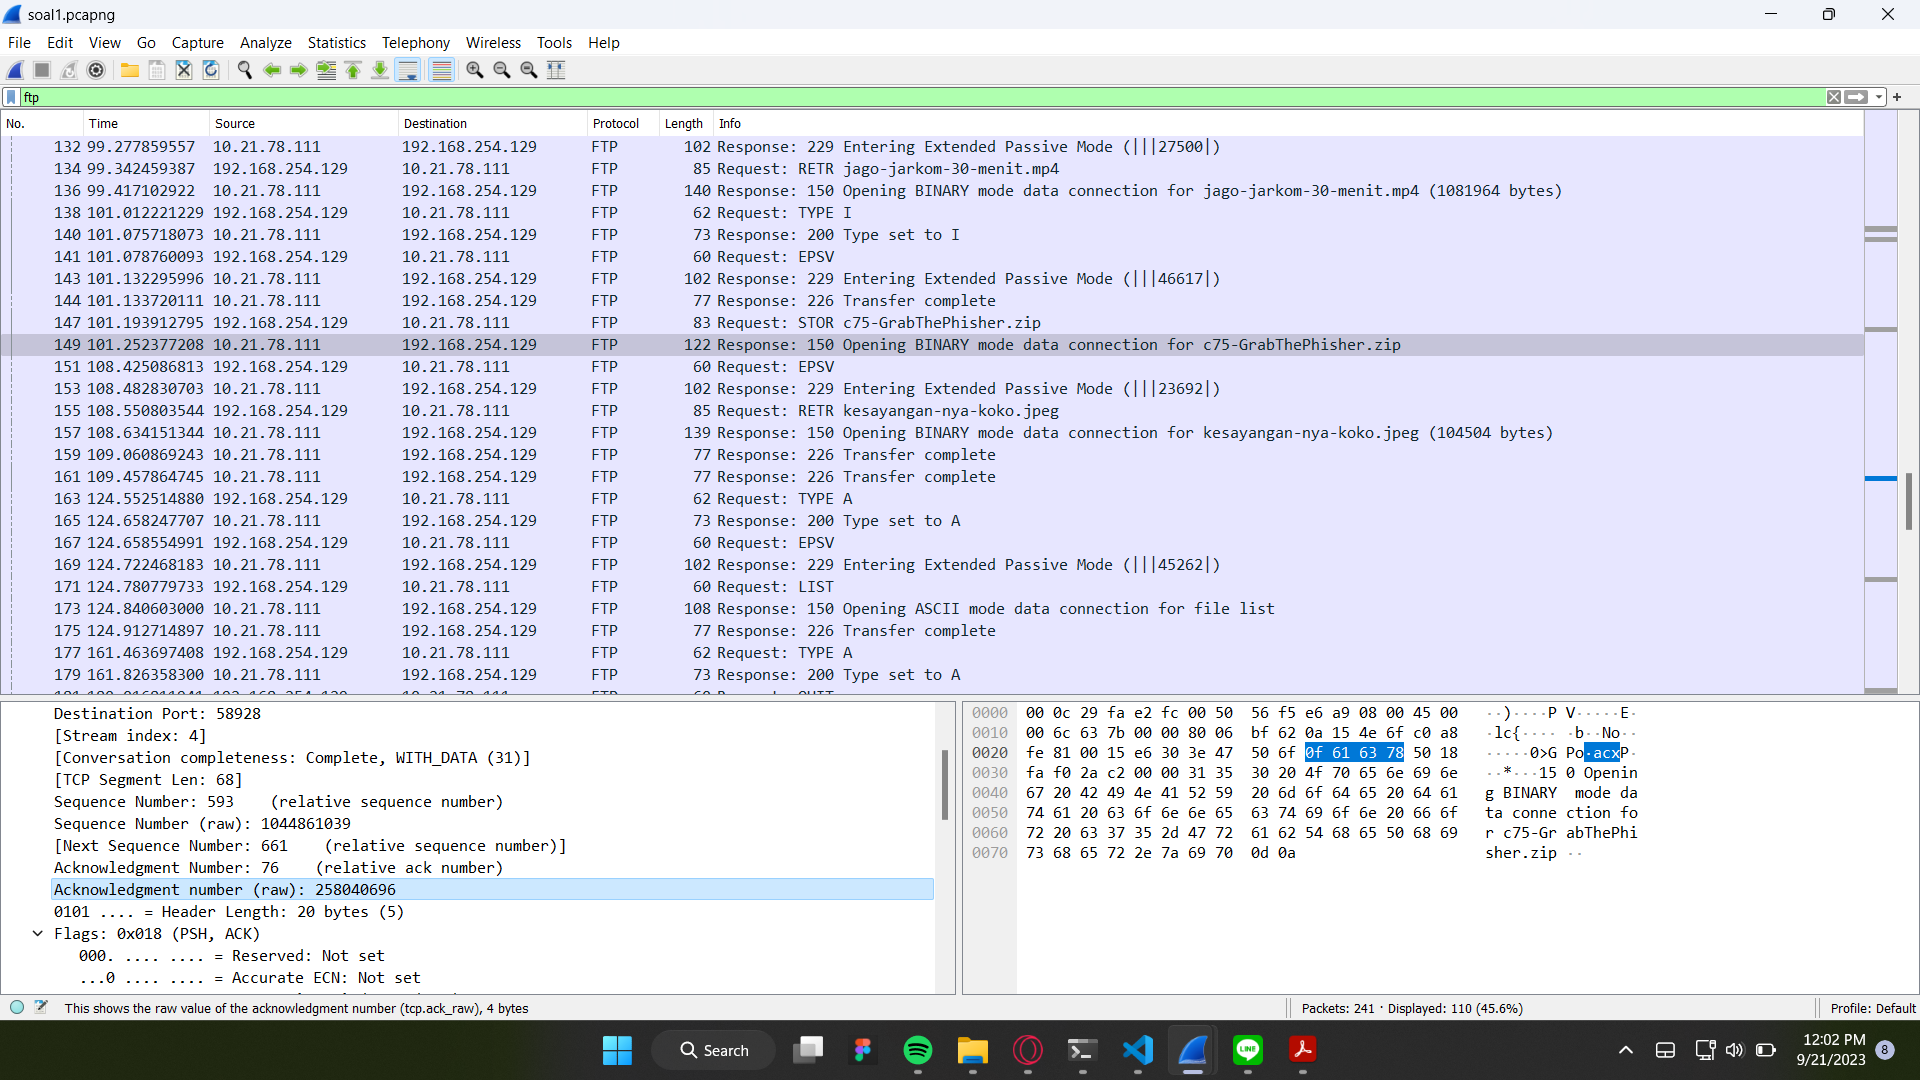 soal1.pcapng
File Edit View Go Capture Analyze Statistics Telephony Wireless Tools Help
ftp
No. Time Source Destination Protocol Length Info
132 99.277859557 10.21.78.111 192.168.254.129 FTP 102 Response: 229 Entering Extended Passive Mode (|||27500|)
134 99.342459387 192.168.254.129 10.21.78.111 FTP 85 Request: RETR jago-jarkom-30-menit.mp4
136 99.417102922 10.21.78.111 192.168.254.129 FTP 140 Response: 150 Opening BINARY mode data connection for jago-jarkom-30-menit.mp4 (1081964 bytes)
138 101.012221229 192.168.254.129 10.21.78.111 FTP 62 Request: TYPE I
140 101.075718073 10.21.78.111 192.168.254.129 FTP 73 Response: 200 Type set to I
141 101.078760093 192.168.254.129 10.21.78.111 FTP 60 Request: EPSV
143 101.132295996 10.21.78.111 192.168.254.129 FTP 102 Response: 229 Entering Extended Passive Mode (|||46617|)
144 101.133720111 10.21.78.111 192.168.254.129 FTP 77 Response: 226 Transfer complete
147 101.193912795 192.168.254.129 10.21.78.111 FTP 83 Request: STOR c75-GrabThePhisher.zip
149 101.252377208 10.21.78.111 192.168.254.129 FTP 122 Response: 150 Opening BINARY mode data connection for c75-GrabThePhisher.zip
151 108.425086813 192.168.254.129 10.21.78.111 FTP 60 Request: EPSV
153 108.482830703 10.21.78.111 192.168.254.129 FTP 102 Response: 229 Entering Extended Passive Mode (|||23692|)
155 108.550803544 192.168.254.129 10.21.78.111 FTP 85 Request: RETR kesayangan-nya-koko.jpeg
157 108.634151344 10.21.78.111 192.168.254.129 FTP 139 Response: 150 Opening BINARY mode data connection for kesayangan-nya-koko.jpeg (104504 bytes)
159 109.060869243 10.21.78.111 192.168.254.129 FTP 77 Response: 226 Transfer complete
161 109.457864745 10.21.78.111 192.168.254.129 FTP 77 Response: 226 Transfer complete
163 124.552514880 192.168.254.129 10.21.78.111 FTP 62 Request: TYPE A
165 124.658247707 10.21.78.111 192.168.254.129 FTP 73 Response: 200 Type set to A
167 124.658554991 192.168.254.129 10.21.78.111 FTP 60 Request: EPSV
169 124.722468183 10.21.78.111 192.168.254.129 FTP 102 Response: 229 Entering Extended Passive Mode (|||45262|)
171 124.780779733 192.168.254.129 10.21.78.111 FTP 60 Request: LIST
173 124.840603000 10.21.78.111 192.168.254.129 FTP 108 Response: 150 Opening ASCII mode data connection for file list
175 124.912714897 10.21.78.111 192.168.254.129 FTP 77 Response: 226 Transfer complete
177 161.463697408 192.168.254.129 10.21.78.111 FTP 62 Request: TYPE A
179 161.826358300 10.21.78.111 192.168.254.129 FTP 73 Response: 200 Type set to A
Destination Port: 58928
[Stream index: 4]
[Conversation completeness: Complete, WITH_DATA (31)]
[TCP Segment Len: 68]
Sequence Number: 593 (relative sequence number)
Sequence Number (raw): 1044861039
[Next Sequence Number: 661 (relative sequence number)]
Acknowledgment Number: 76 (relative ack number)
Acknowledgment number (raw): 258040696
0101 .... = Header Length: 20 bytes (5)
Flags: 0x018 (PSH, ACK)
000. .... .... = Reserved: Not set
...0 .... .... = Accurate ECN: Not set
0000 00 0c 29 fa e2 fc 00 50 56 f5 e6 a9 08 00 45 00 ··)····P V·····E·
0010 00 6c 63 7b 00 00 80 06 bf 62 0a 15 4e 6f c0 a8 ·lc{···· ·b··No··
0020 fe 81 00 15 e6 30 3e 47 50 6f 0f 61 63 78 50 18 ·····0>G Po·acxP·
0030 fa f0 2a c2 00 00 31 35 30 20 4f 70 65 6e 69 6e ··*···15 0 Openin
0040 67 20 42 49 4e 41 52 59 20 6d 6f 64 65 20 64 61 g BINARY mode da
0050 74 61 20 63 6f 6e 6e 65 63 74 69 6f 6e 20 66 6f ta conne ction fo
0060 72 20 63 37 35 2d 47 72 61 62 54 68 65 50 68 69 r c75-Gr abThePhi
0070 73 68 65 72 2e 7a 69 70 0d 0a sher.zip ··
This shows the raw value of the acknowledgment number (tcp.ack_raw), 4 bytes
Packets: 241 · Displayed: 110 (45.6%)
Profile: Default
Search
LINE
12:02 PM
9/21/2023
8